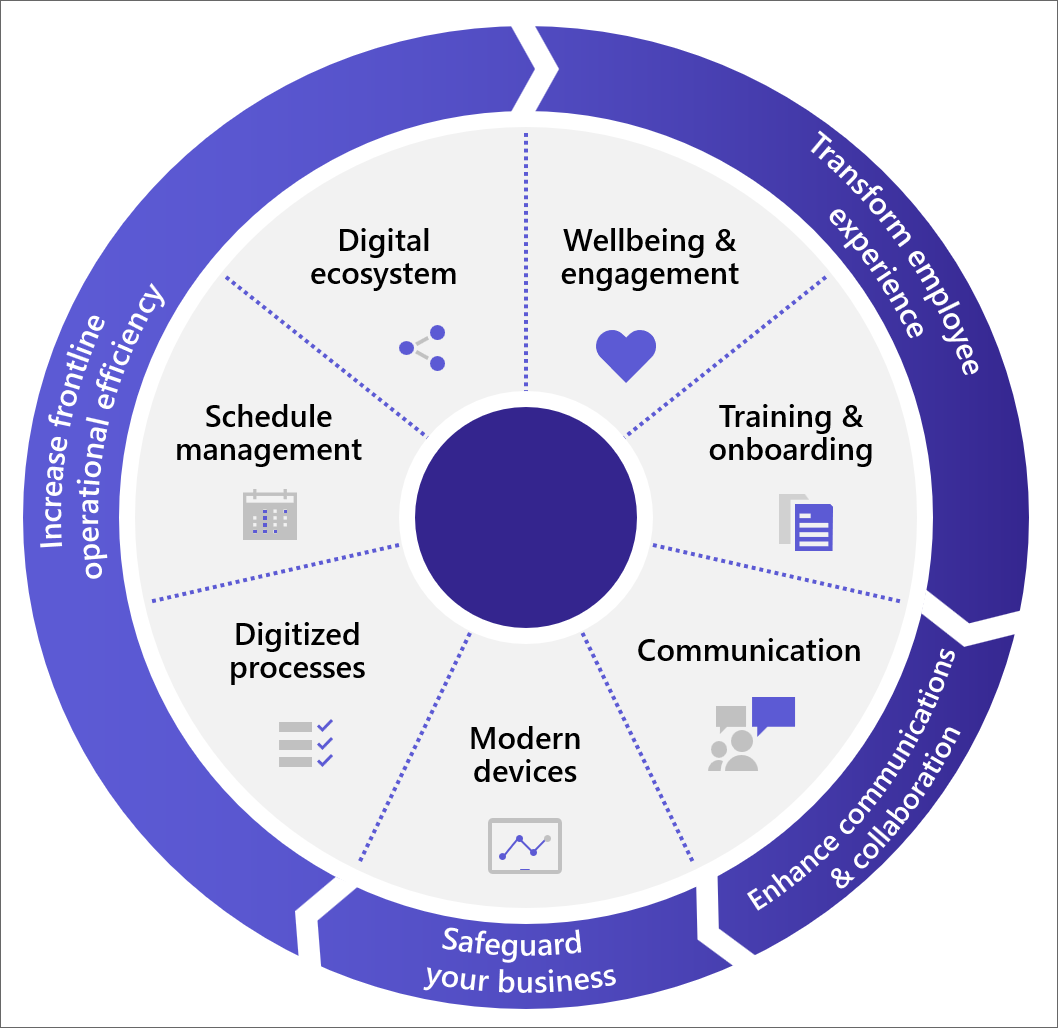 Transform employee
experience
Digital
ecosystem
Wellbeing &
engagement
Increase frontline
operational efficiency
Schedule
management
Training &
onboarding
Digitized
processes
Communication
Enhance communications
& collaboration
Modern
devices
Safeguard
your business